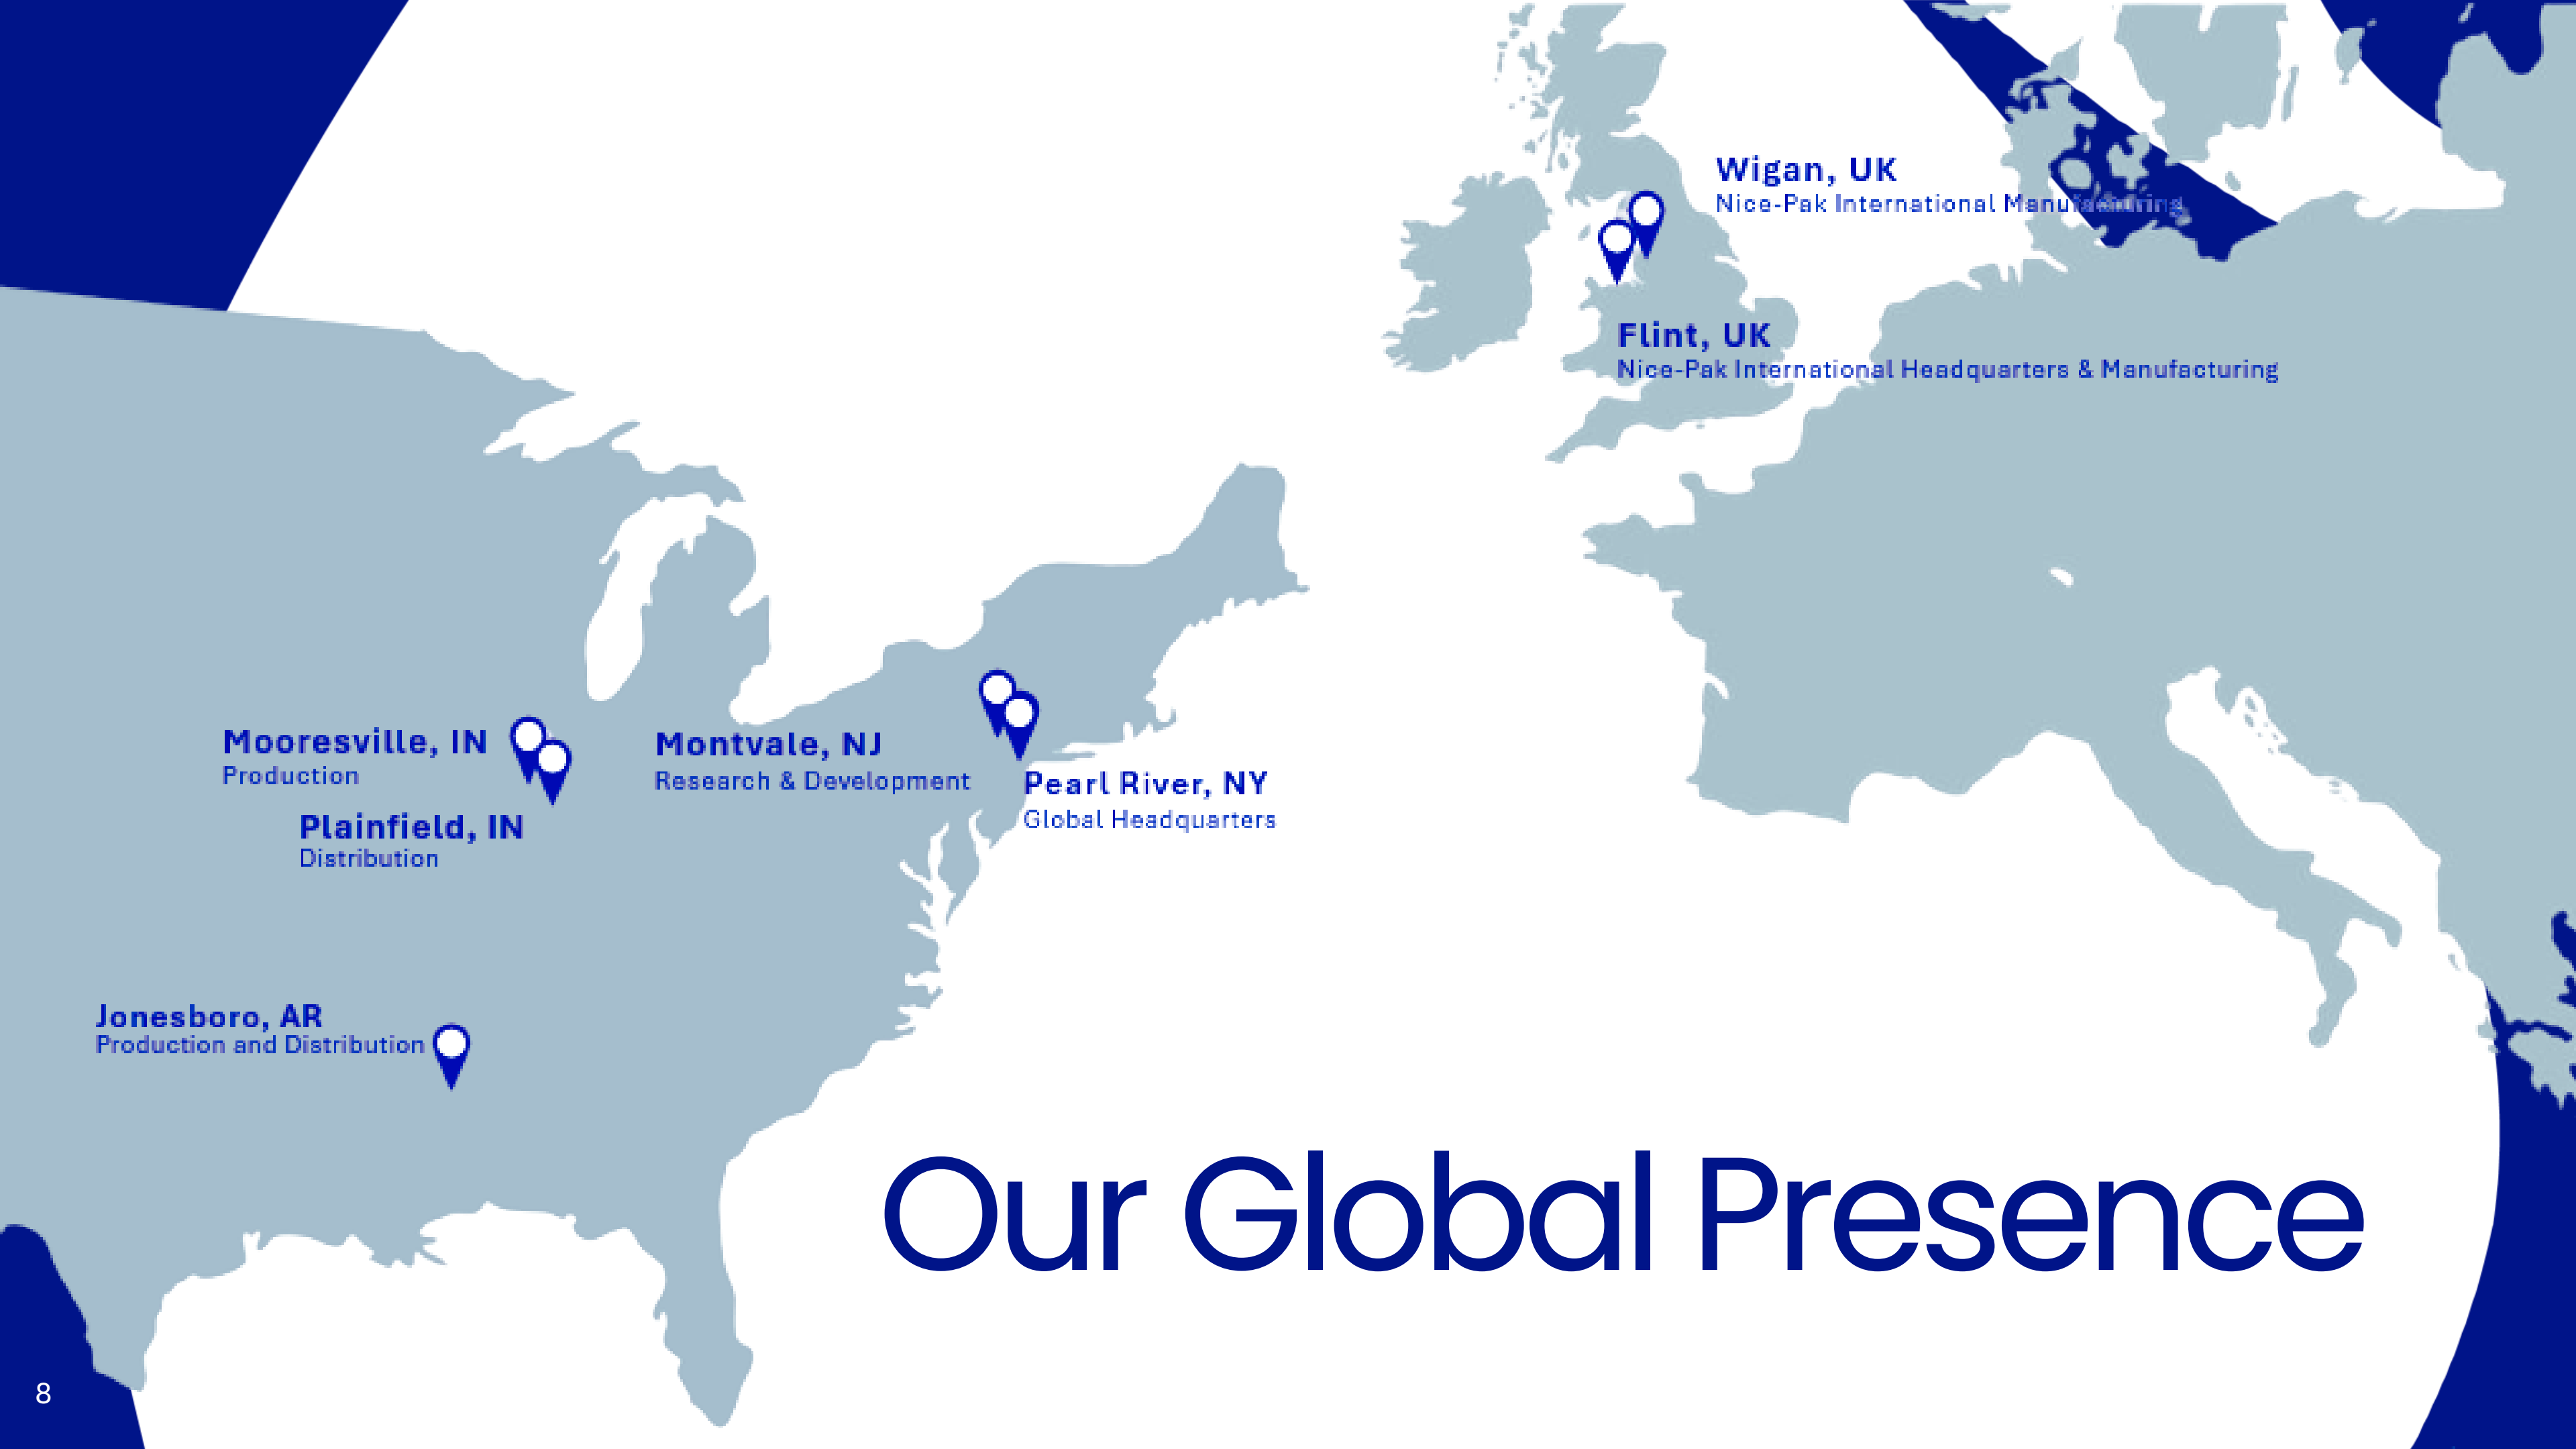 Wigan, UK
Nice-Pak International Manufacturing
Flint, UK
Nice-Pak International Headquarters & Manufacturing
Mooresville, IN
Production
Plainfield, IN
Distribution
Montvale, NJ
Research & Development
Pearl River, NY
Global Headquarters
Jonesboro, AR
Production and Distribution
Our Global Presence
8